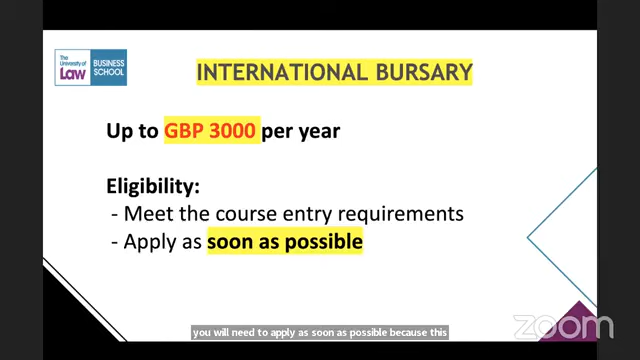 The University of
Law
BUSINESS
SCHOOL
INTERNATIONAL BURSARY
Up to GBP 3000 per year
Eligibility:
- Meet the course entry requirements
- Apply as soon as possible
you will need to apply as soon as possible because this
zoom